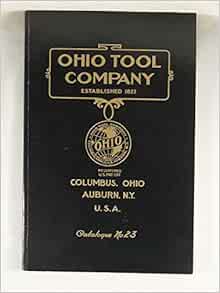 OHIO TOOL
COMPANY
ESTABLISHED 1823
OHIO
COLUMBUS, OHIO
AUBURN, N.Y.
U.S.A.
Catalogue No 23